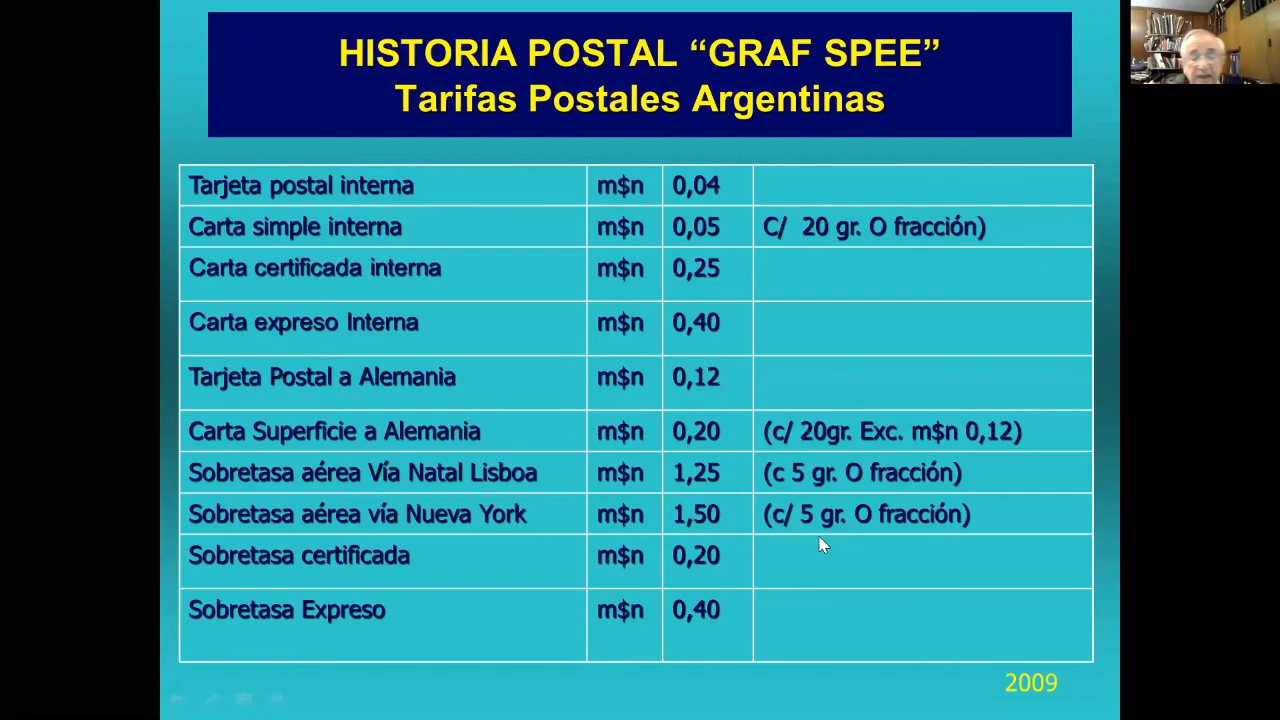 HISTORIA POSTAL “GRAF SPEE”
Tarifas Postales Argentinas
Tarjeta postal interna m$n 0,04
Carta simple interna m$n 0,05 C/ 20 gr. O fracción)
Carta certificada interna m$n 0,25
Carta expreso Interna m$n 0,40
Tarjeta Postal a Alemania m$n 0,12
Carta Superficie a Alemania m$n 0,20 (c/ 20gr. Exc. m$n 0,12)
Sobretasa aérea Vía Natal Lisboa m$n 1,25 (c 5 gr. O fracción)
Sobretasa aérea vía Nueva York m$n 1,50 (c/ 5 gr. O fracción)
Sobretasa certificada m$n 0,20
Sobretasa Expreso m$n 0,40
2009